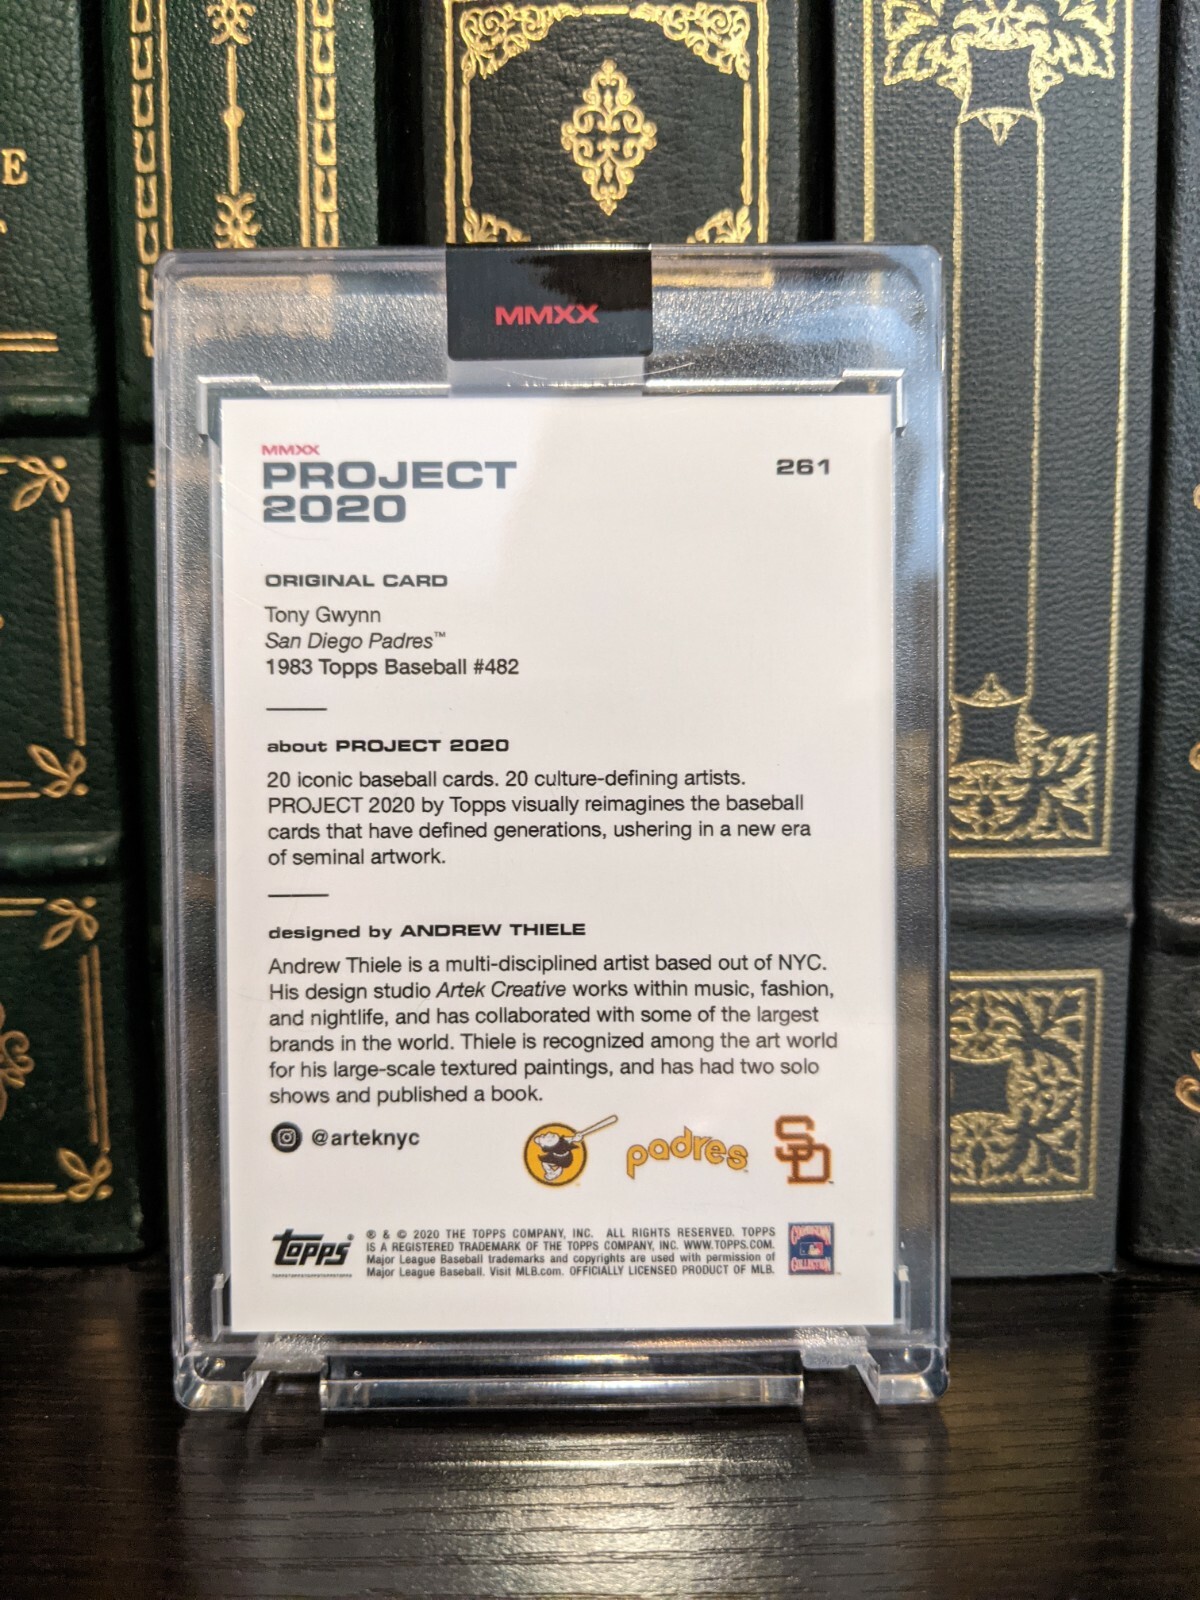 E
MMXX
MMXX
PROJECT
2020
261
ORIGINAL CARD
Tony Gwynn
San Diego Padres™
1983 Topps Baseball #482
about PROJECT 2020
20 iconic baseball cards. 20 culture-defining artists.
PROJECT 2020 by Topps visually reimagines the baseball
cards that have defined generations, ushering in a new era
of seminal artwork.
designed by ANDREW THIELE
Andrew Thiele is a multi-disciplined artist based out of NYC.
His design studio Artek Creative works within music, fashion,
and nightlife, and has collaborated with some of the largest
brands in the world. Thiele is recognized among the art world
for his large-scale textured paintings, and has had two solo
shows and published a book.
@arteknyc
padres
SD
topps
® & © 2020 THE TOPPS COMPANY, INC. ALL RIGHTS RESERVED. TOPPS
IS A REGISTERED TRADEMARK OF THE TOPPS COMPANY, INC. WWW.TOPPS.COM.
Major League Baseball trademarks and copyrights are used with permission of
Major League Baseball. Visit MLB.com. OFFICIALLY LICENSED PRODUCT OF MLB.
COOPERSTOWN
COLLECTION